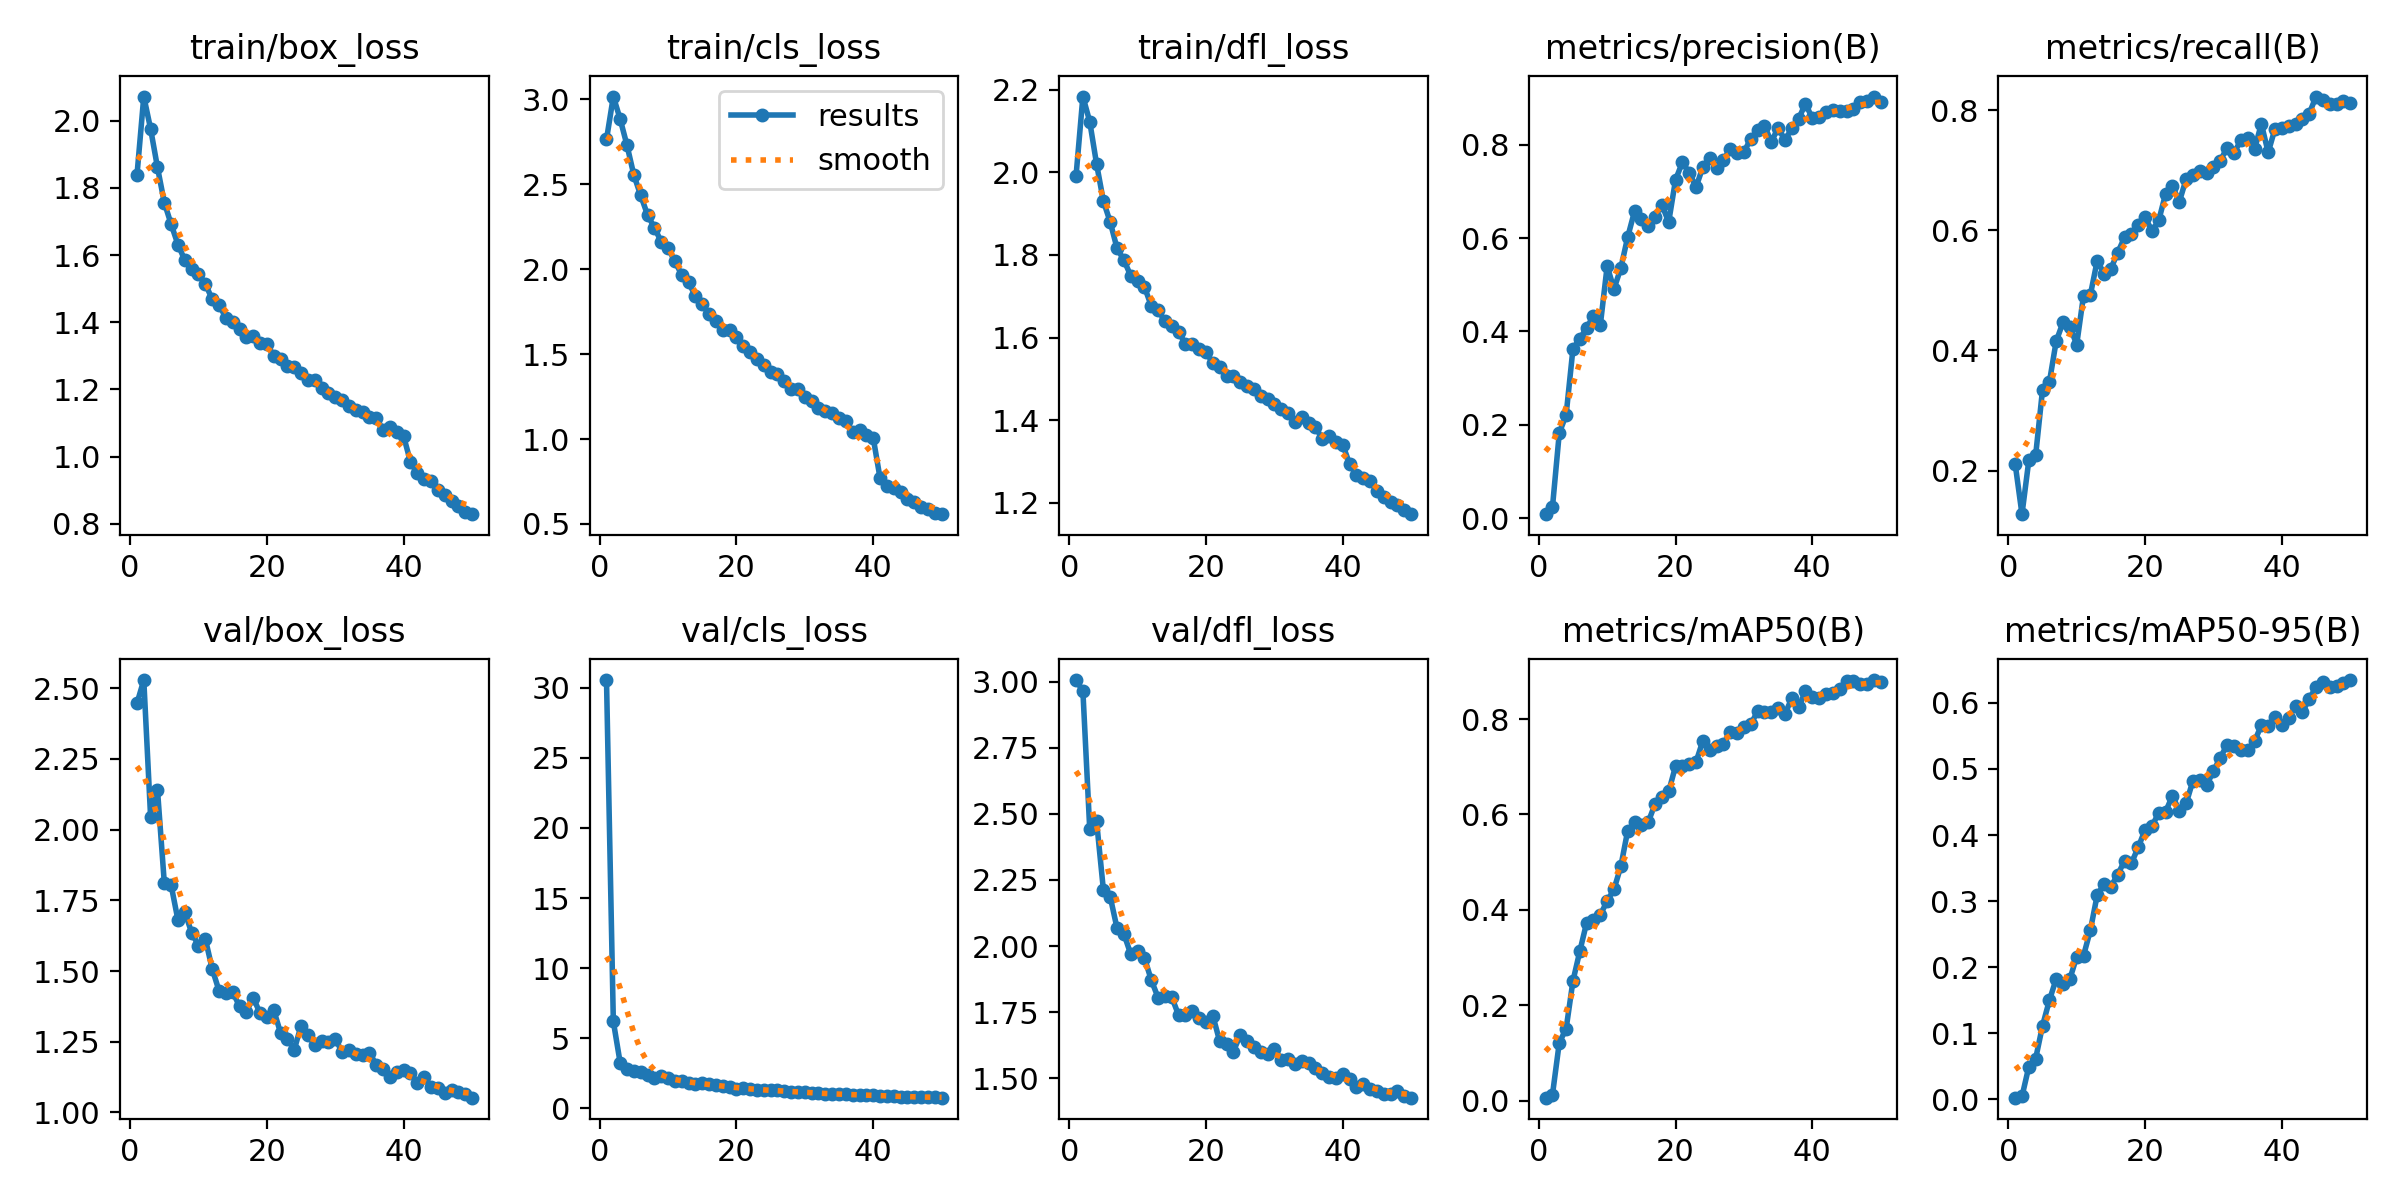 train/box_loss
2.0
1.8
1.6
1.4
1.2
1.0
0.8
0 20 40
train/cls_loss
results
smooth
3.0
2.5
2.0
1.5
1.0
0.5
0 20 40
train/dfl_loss
2.2
2.0
1.8
1.6
1.4
1.2
0 20 40
metrics/precision(B)
0.8
0.6
0.4
0.2
0.0
0 20 40
metrics/recall(B)
0.8
0.6
0.4
0.2
0 20 40
val/box_loss
2.50
2.25
2.00
1.75
1.50
1.25
1.00
0 20 40
val/cls_loss
30
25
20
15
10
5
0
0 20 40
val/dfl_loss
3.00
2.75
2.50
2.25
2.00
1.75
1.50
0 20 40
metrics/mAP50(B)
0.8
0.6
0.4
0.2
0.0
0 20 40
metrics/mAP50-95(B)
0.6
0.5
0.4
0.3
0.2
0.1
0.0
0 20 40